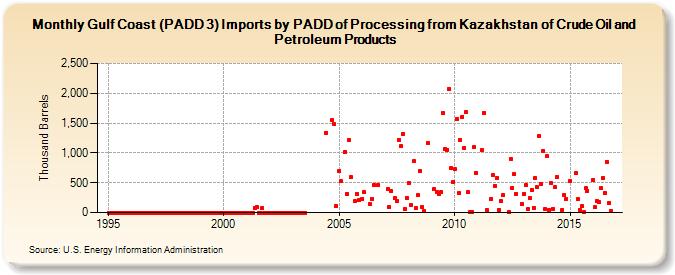 Monthly Gulf Coast (PADD 3) Imports by PADD of Processing from Kazakhstan of Crude Oil and
Petroleum Products
Thousand Barrels
2,500
2,000
1,500
1,000
500
0
1995
2000
2005
2010
2015
Source: U.S. Energy Information Administration